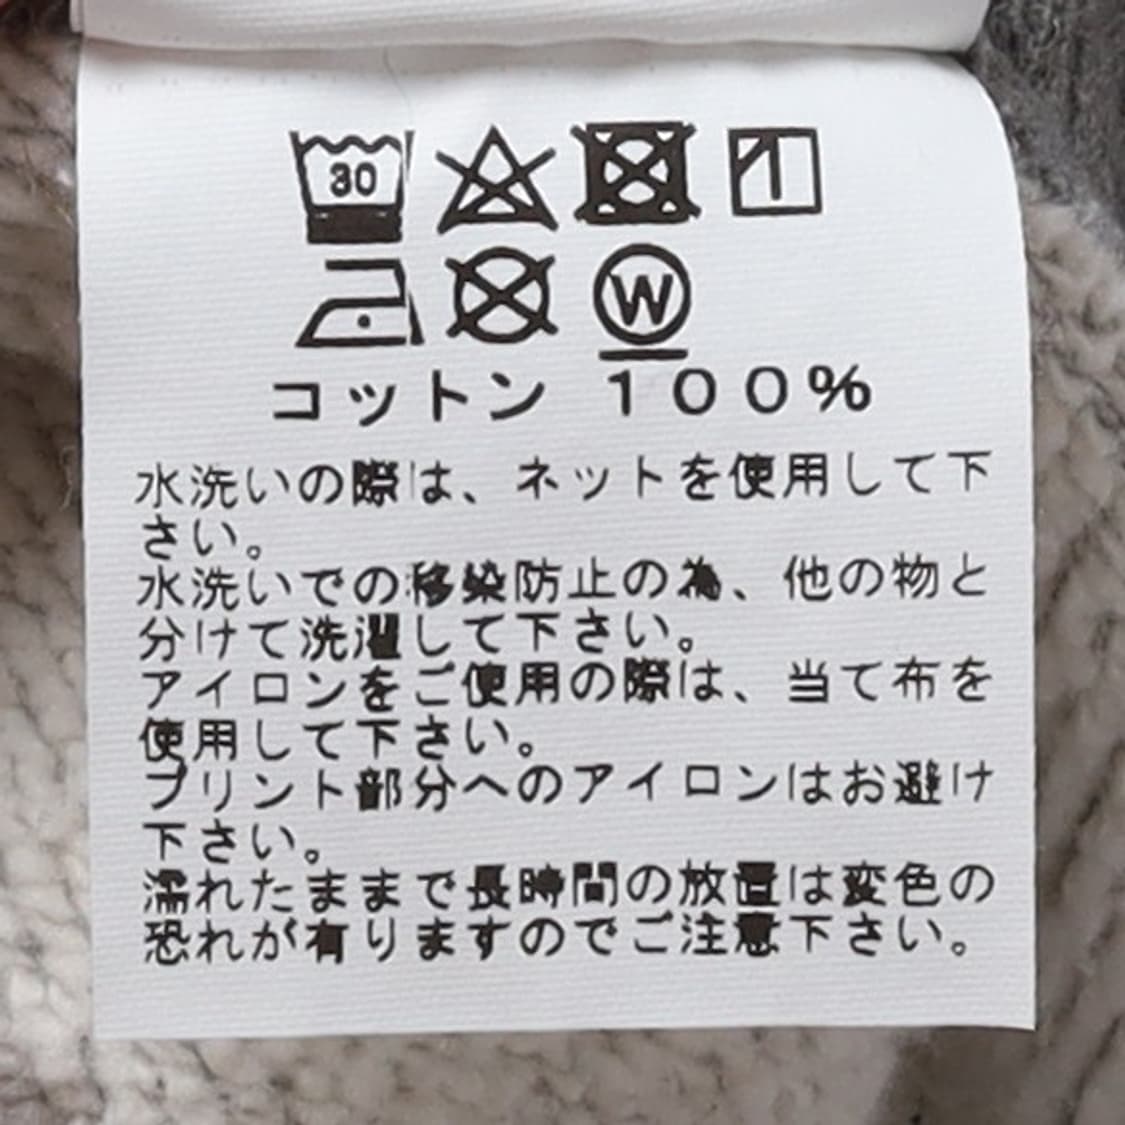 30
W
コットン 100%
水洗いの際は、ネットを使用して下
さい。
水洗いでの移染防止の為、他の物と
分けて洗濯して下さい。
アイロンをご使用の際は、当て布を
使用して下さい。
プリント部分へのアイロンはお避け
下さい。
濡れたままで長時間の放置は変色の
恐れが有りますのでご注意下さい。